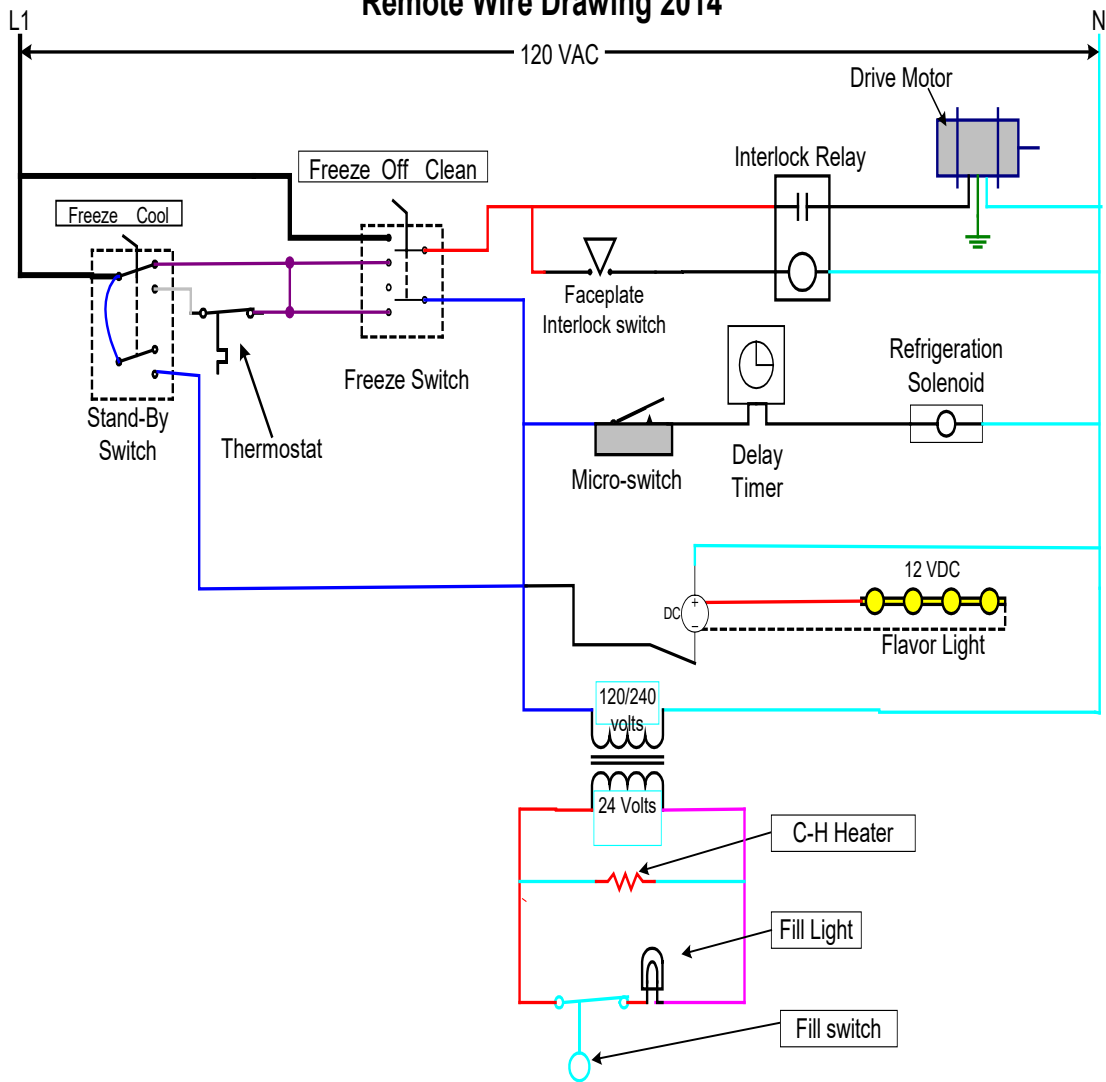 Remote Wire Drawing 2014
L1
N
120 VAC
Drive Motor
Freeze Off Clean
Interlock Relay
Freeze Cool
Faceplate
Interlock switch
Refrigeration
Solenoid
Freeze Switch
Stand-By
Switch
Thermostat
Micro-switch
Delay
Timer
12 VDC
DC
+
−
Flavor Light
120/240
volts
24 Volts
C-H Heater
Fill Light
Fill switch